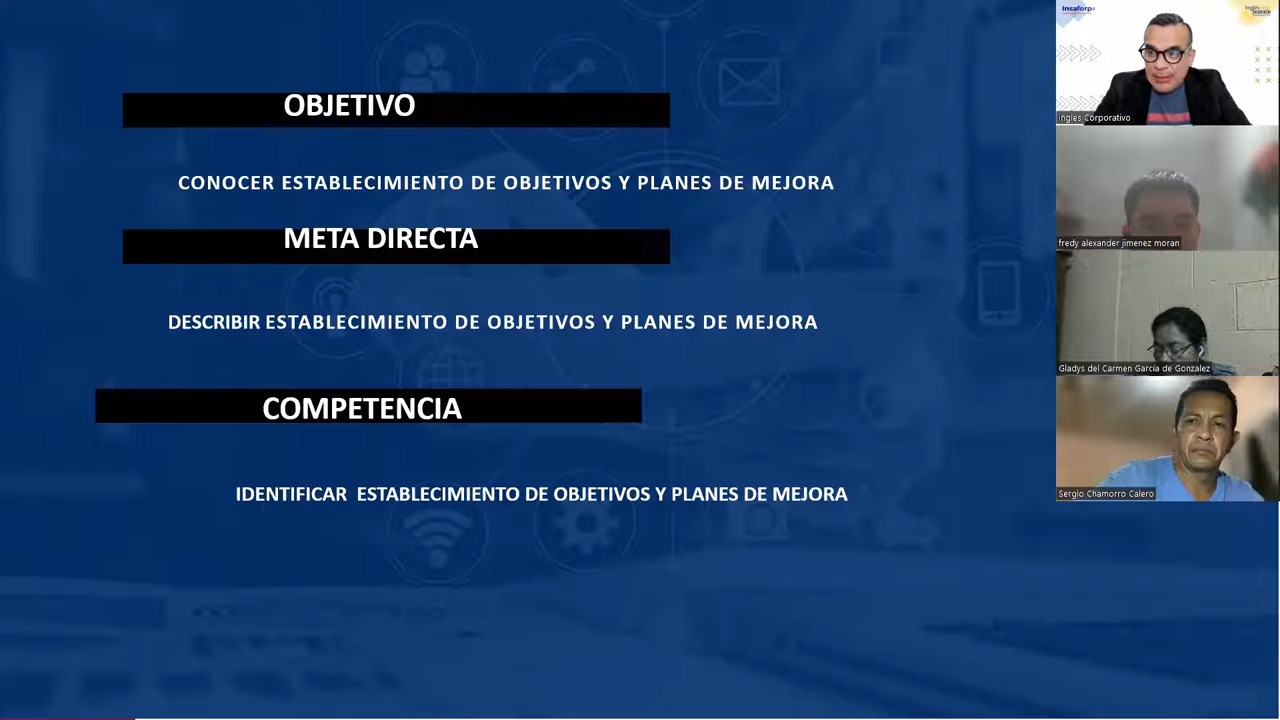 OBJETIVO
CONOCER ESTABLECIMIENTO DE OBJETIVOS Y PLANES DE MEJORA
META DIRECTA
DESCRIBIR ESTABLECIMIENTO DE OBJETIVOS Y PLANES DE MEJORA
COMPETENCIA
IDENTIFICAR ESTABLECIMIENTO DE OBJETIVOS Y PLANES DE MEJORA
insaforp
Ingles Corporativo
fredy alexander jimenez moran
Gladys del Carmen García de Gonzalez
Sergio Chamorro Calero